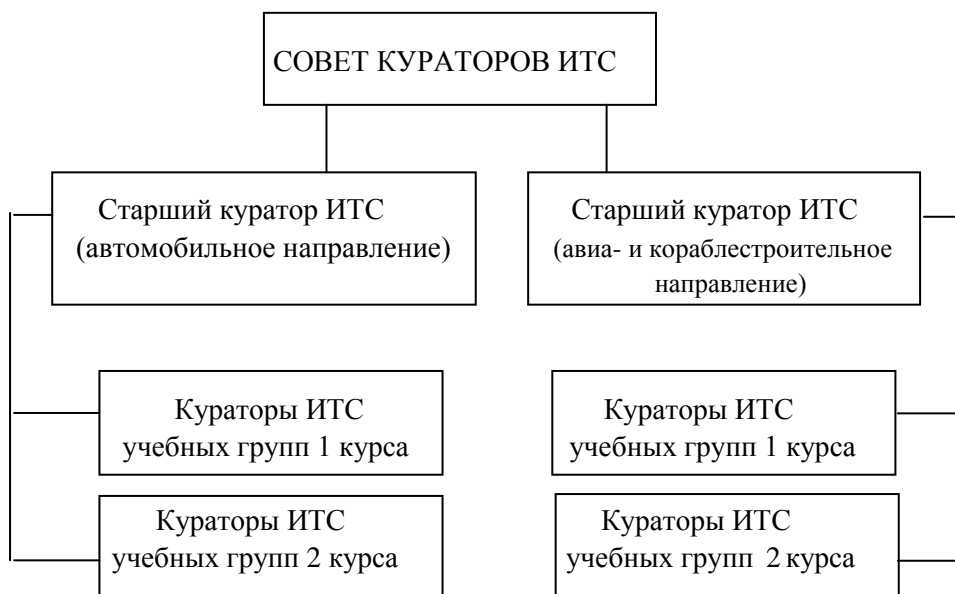 СОВЕТ КУРАТОРОВ ИТС
Старший куратор ИТС
(автомобильное направление)
Старший куратор ИТС
(авиа- и кораблестроительное
направление)
Кураторы ИТС
учебных групп 1 курса
Кураторы ИТС
учебных групп 1 курса
Кураторы ИТС
учебных групп 2 курса
Кураторы ИТС
учебных групп 2 курса